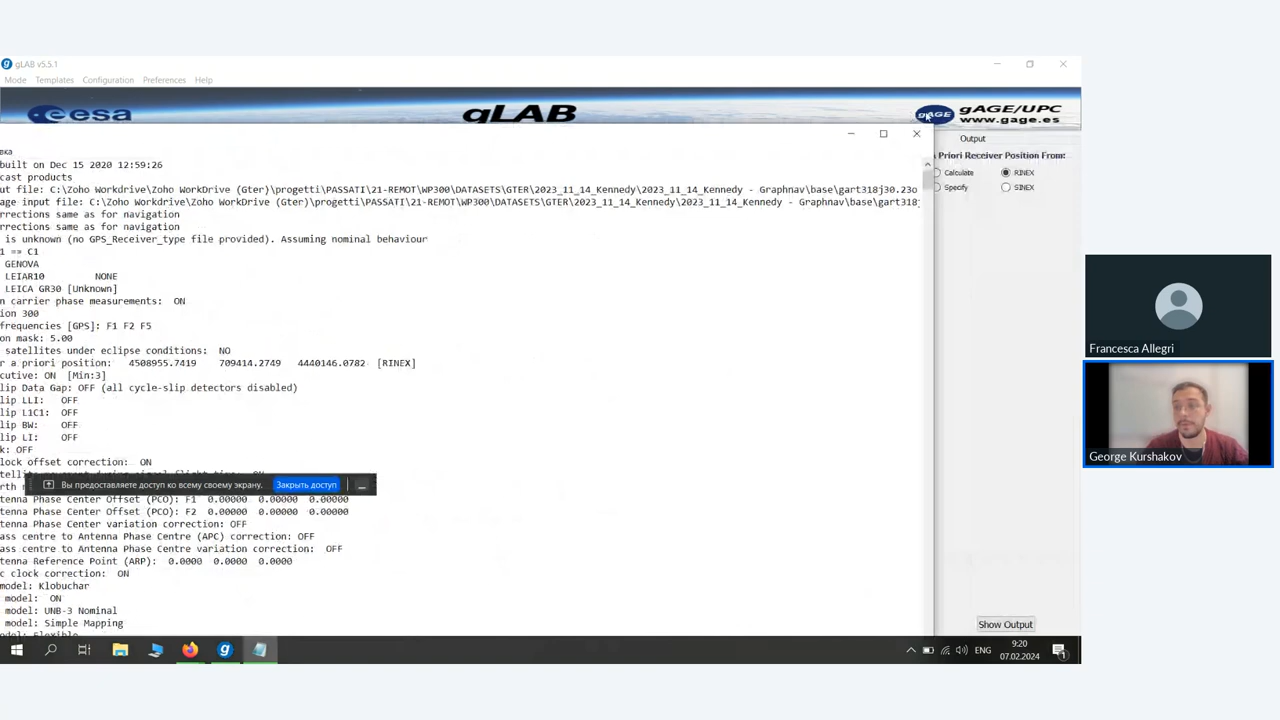 gLAB v5.5.1
Mode Templates Configuration Preferences Help
esa
gLAB
gAGE
gAGE/UPC
www.gage.es
вка
built on Dec 15 2020 12:59:26
cast products
ut file: C:\Zoho Workdrive\Zoho WorkDrive (Gter)\progetti\PASSATI\21-REMOT\WP300\DATASETS\GTER\2023_11_14_Kennedy\2023_11_14_Kennedy - Graphnav\base\gart318j30.23o
age input file: C:\Zoho Workdrive\Zoho WorkDrive (Gter)\progetti\PASSATI\21-REMOT\WP300\DATASETS\GTER\2023_11_14_Kennedy\2023_11_14_Kennedy - Graphnav\base\gart318j
rrections same as for navigation
rrections same as for navigation
is unknown (no GPS_Receiver_type file provided). Assuming nominal behaviour
1 => C1
GENOVA
LEIAR10 NONE
LEICA GR30 [Unknown]
n carrier phase measurements: ON
ion 300
frequencies [GPS]: F1 F2 F5
on mask: 5.00
satellites under eclipse conditions: NO
r a priori position: 4508955.7419 709414.2749 4440146.0782 [RINEX]
cutive: ON [Min:3]
lip Data Gap: OFF (all cycle-slip detectors disabled)
lip LLI: OFF
lip L1C1: OFF
lip BW: OFF
lip LI: OFF
k: OFF
lock offset correction: ON
Вы предоставляете доступ ко всему своему экрану. Закрыть доступ
tenna Phase Center Offset (PCO): F1 0.00000 0.00000 0.00000
tenna Phase Center Offset (PCO): F2 0.00000 0.00000 0.00000
tenna Phase Center variation correction: OFF
ass centre to Antenna Phase Centre (APC) correction: OFF
ass centre to Antenna Phase Centre variation correction: OFF
tenna Reference Point (ARP): 0.0000 0.0000 0.0000
c clock correction: ON
model: Klobuchar
model: ON
model: UNB-3 Nominal
model: Simple Mapping
Output
Priori Receiver Position From:
Calculate RINEX
Specify SINEX
Show Output
ENG
9:20
07.02.2024
1
Francesca Allegri
George Kurshakov